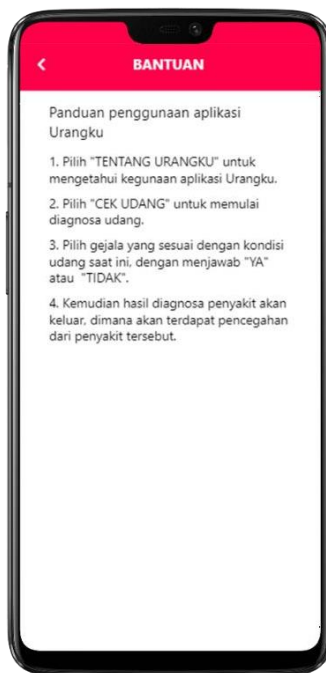 BANTUAN
Panduan penggunaan aplikasi
Urangku
1. Pilih "TENTANG URANGKU" untuk
mengetahui kegunaan aplikasi Urangku.
2. Pilih "CEK UDANG" untuk memulai
diagnosa udang.
3. Pilih gejala yang sesuai dengan kondisi
udang saat ini, dengan menjawab "YA"
atau "TIDAK".
4. Kemudian hasil diagnosa penyakit akan
keluar, dimana akan terdapat pencegahan
dari penyakit tersebut.